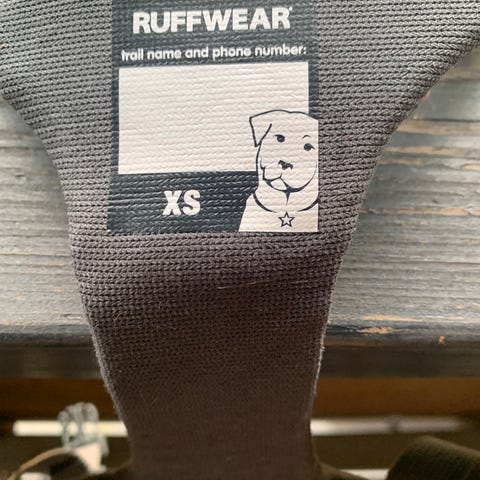 RUFFWEAR
trail name and phone number:
XS